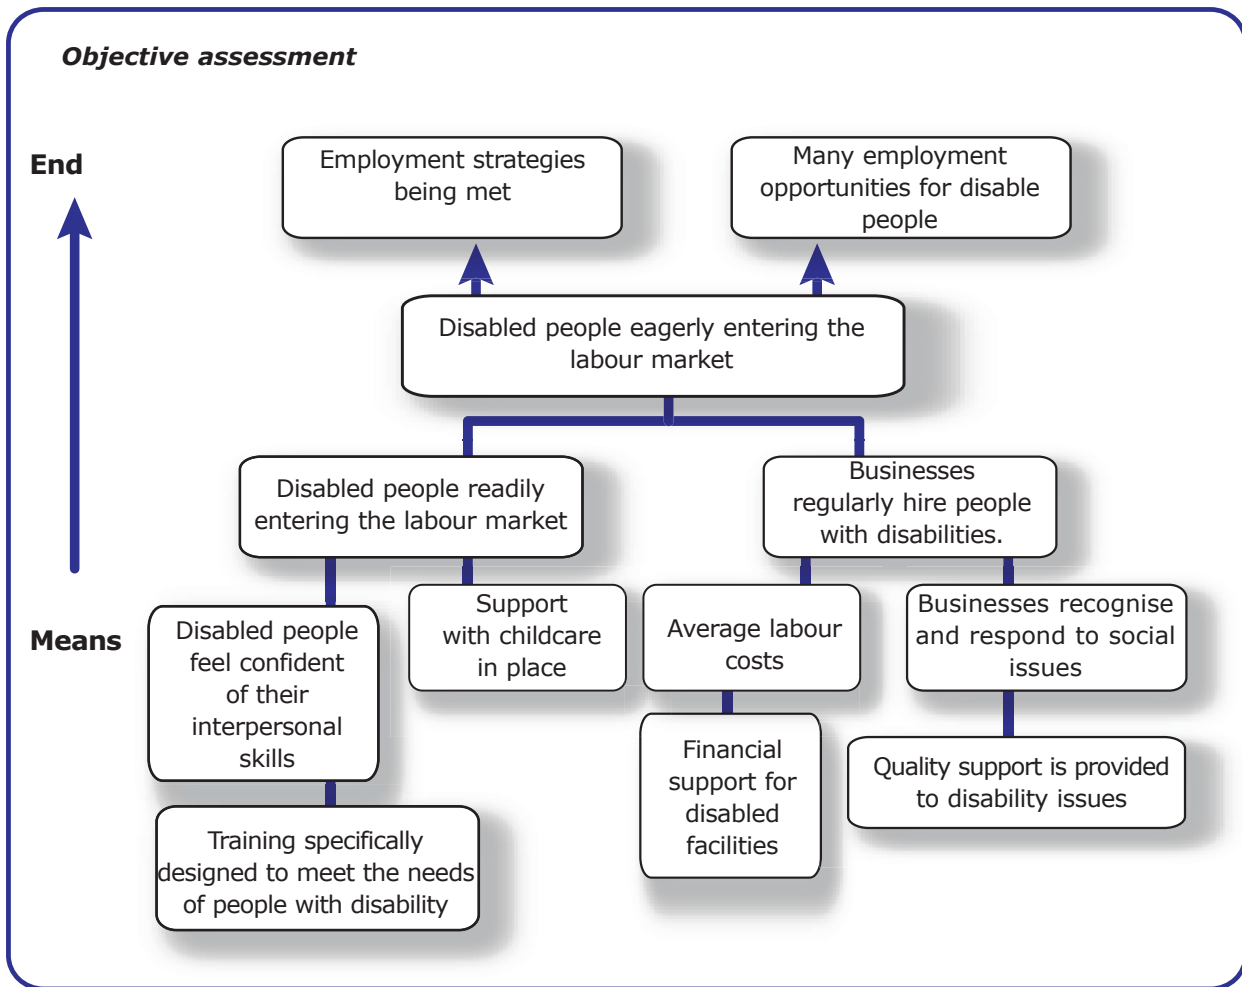 Objective assessment
End
Employment strategies
being met
Many employment
opportunities for disable
people
Disabled people eagerly entering the
labour market
Disabled people readily
entering the labour market
Businesses
regularly hire people
with disabilities.
Means
Disabled people
feel confident
of their
interpersonal
skills
Support
with childcare
in place
Average labour
costs
Businesses recognise
and respond to social
issues
Training specifically
designed to meet the needs
of people with disability
Financial
support for
disabled
facilities
Quality support is provided
to disability issues